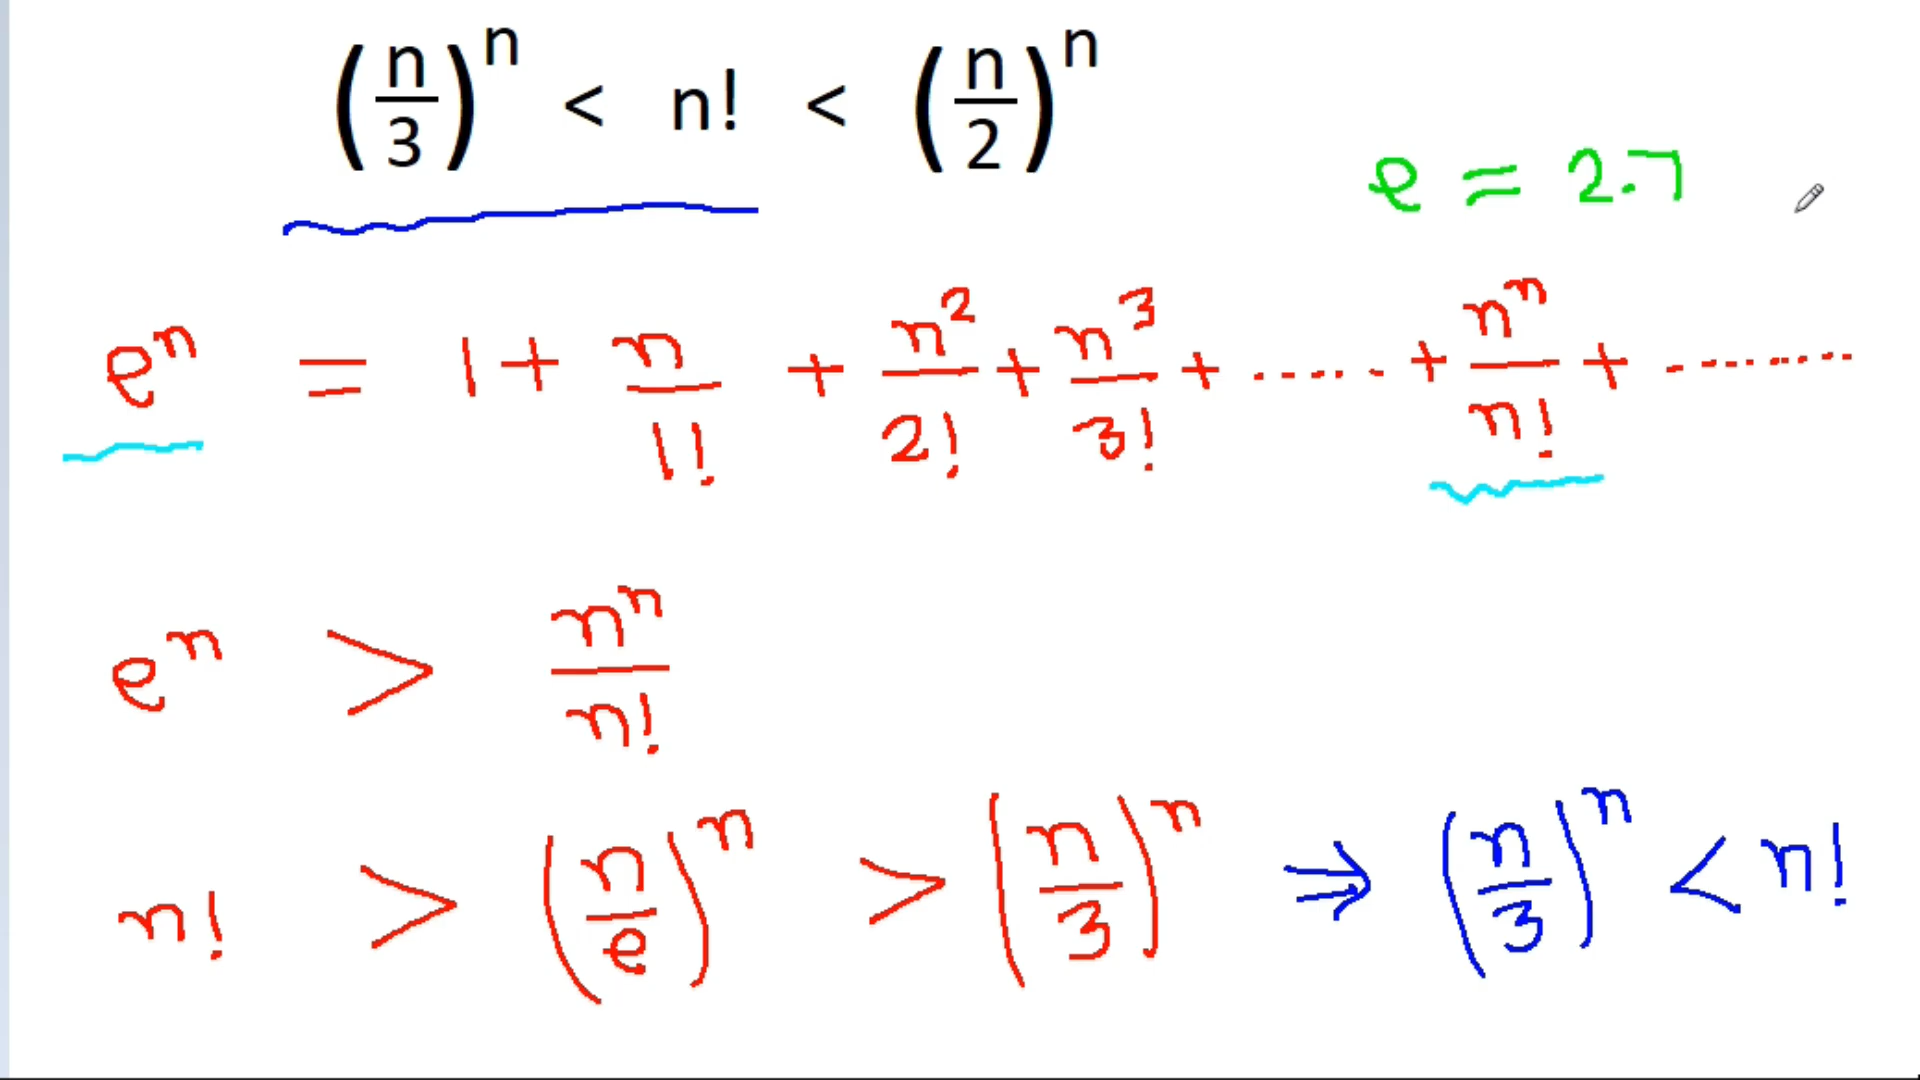 (n/3)^n < n! < (n/2)^n
e = 2.7
e^n = 1 + n/1! + n^2/2! + n^3/3! + ..... + n^n/n! + .........
e^n > n^n/n!
n! > (n/e)^n > (n/3)^n ⇒ (n/3)^n < n!